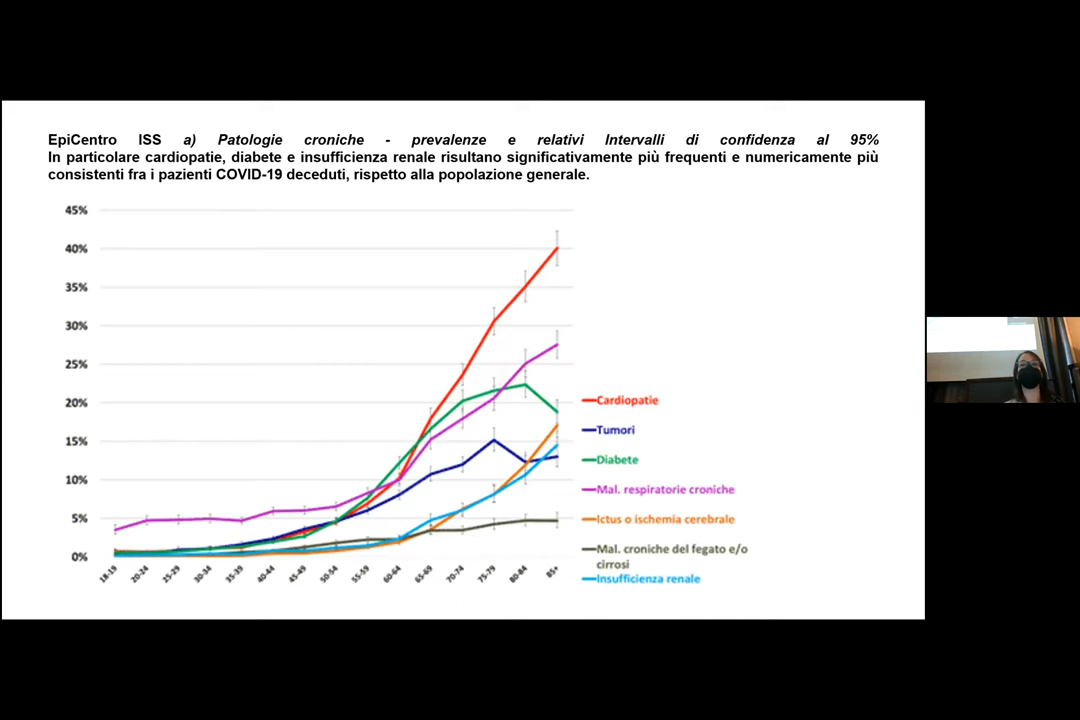 EpiCentro ISS a) Patologie croniche - prevalenze e relativi Intervalli di confidenza al 95%
In particolare cardiopatie, diabete e insufficienza renale risultano significativamente più frequenti e numericamente più
consistenti fra i pazienti COVID-19 deceduti, rispetto alla popolazione generale.
45%
40%
35%
30%
25%
20%
15%
10%
5%
0%
18-19 20-24 25-29 30-34 35-39 40-44 45-49 50-54 55-59 60-64 65-69 70-74 75-79 80-84 85+
Cardiopatie
Tumori
Diabete
Mal. respiratorie croniche
Ictus o ischemia cerebrale
Mal. croniche del fegato e/o
cirrosi
Insufficienza renale